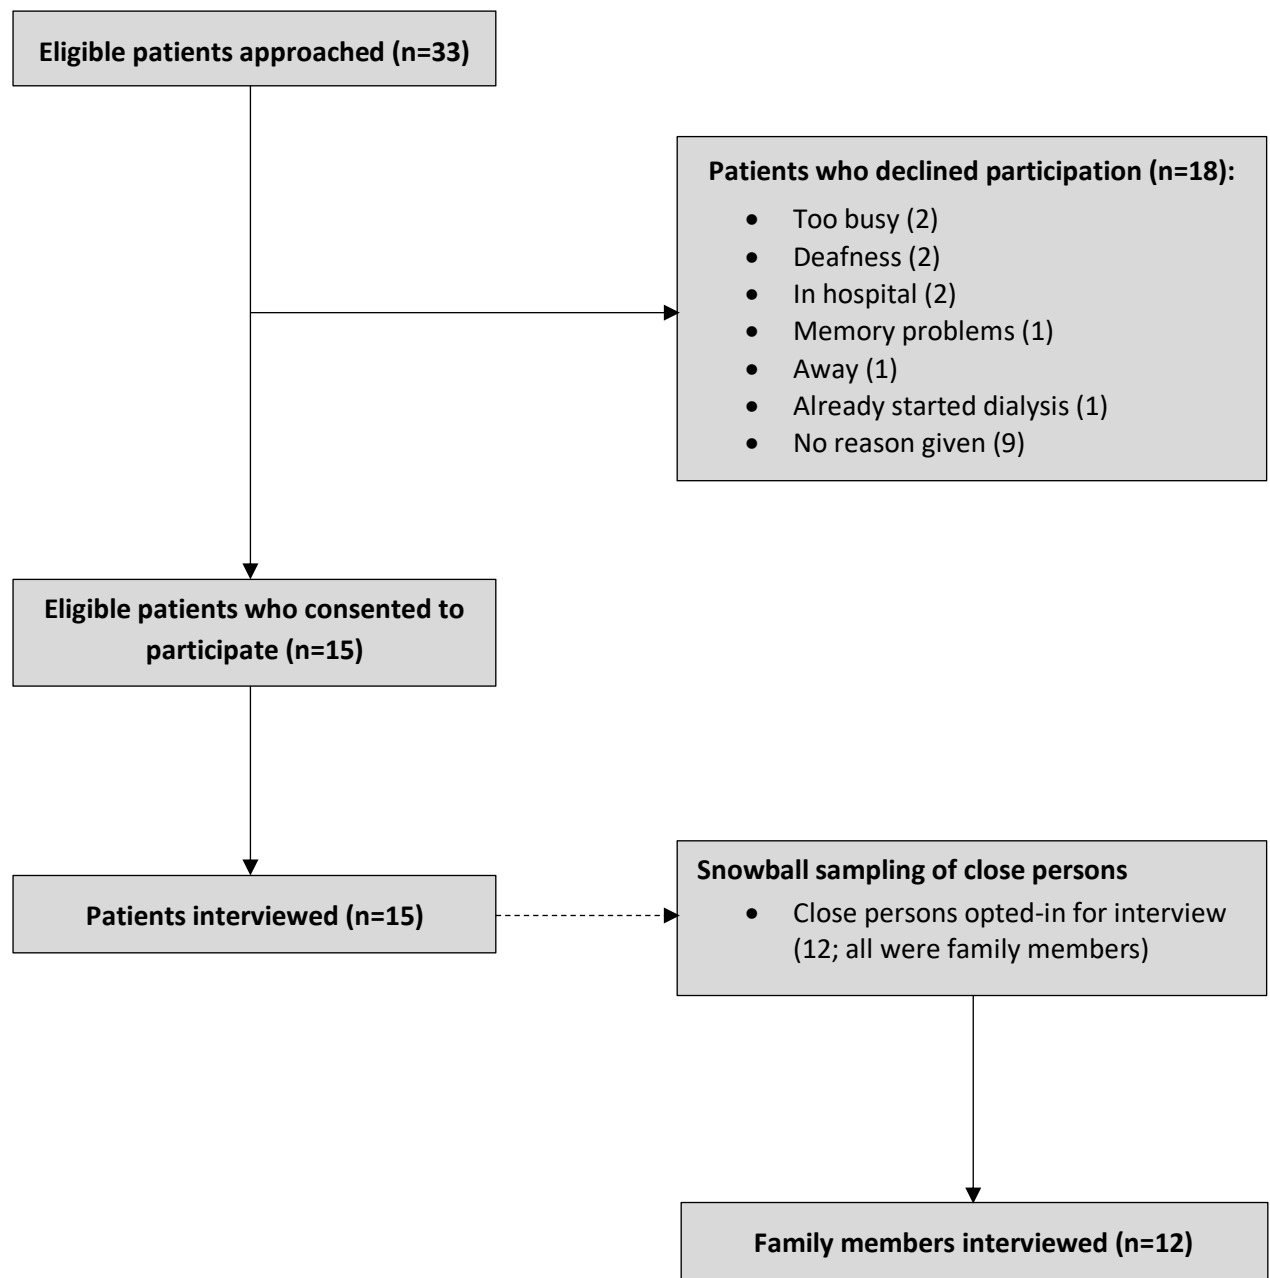 Eligible patients approached (n=33)
Patients who declined participation (n=18):
• Too busy (2)
• Deafness (2)
• In hospital (2)
• Memory problems (1)
• Away (1)
• Already started dialysis (1)
• No reason given (9)
Eligible patients who consented to
participate (n=15)
Patients interviewed (n=15)
Snowball sampling of close persons
• Close persons opted-in for interview
(12; all were family members)
Family members interviewed (n=12)